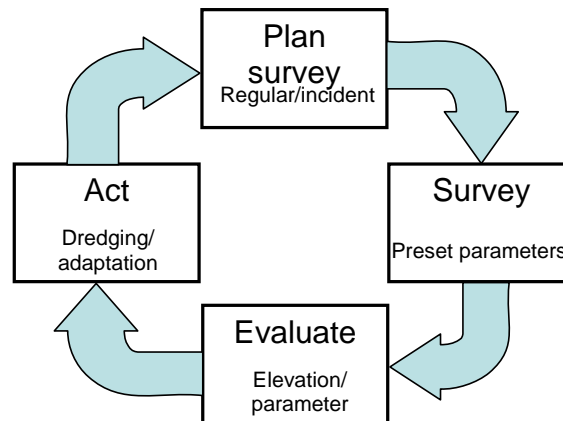 Plan
survey
Regular/incident
Act
Dredging/
adaptation
Survey
Preset parameters
Evaluate
Elevation/
parameter